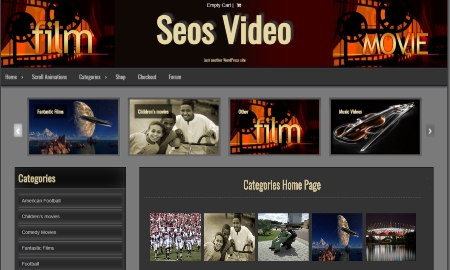 Empty Cart |
film
Seos Video
MOVIE
Just another WordPress site
Home
Scroll Animations
Categories
Shop
Checkout
Forum
Fantastic Films
Children's movies
Other
film
Music Videos
Categories
American Football
Children's movies
Comedy Movies
Fantastic Films
Football
Categories Home Page